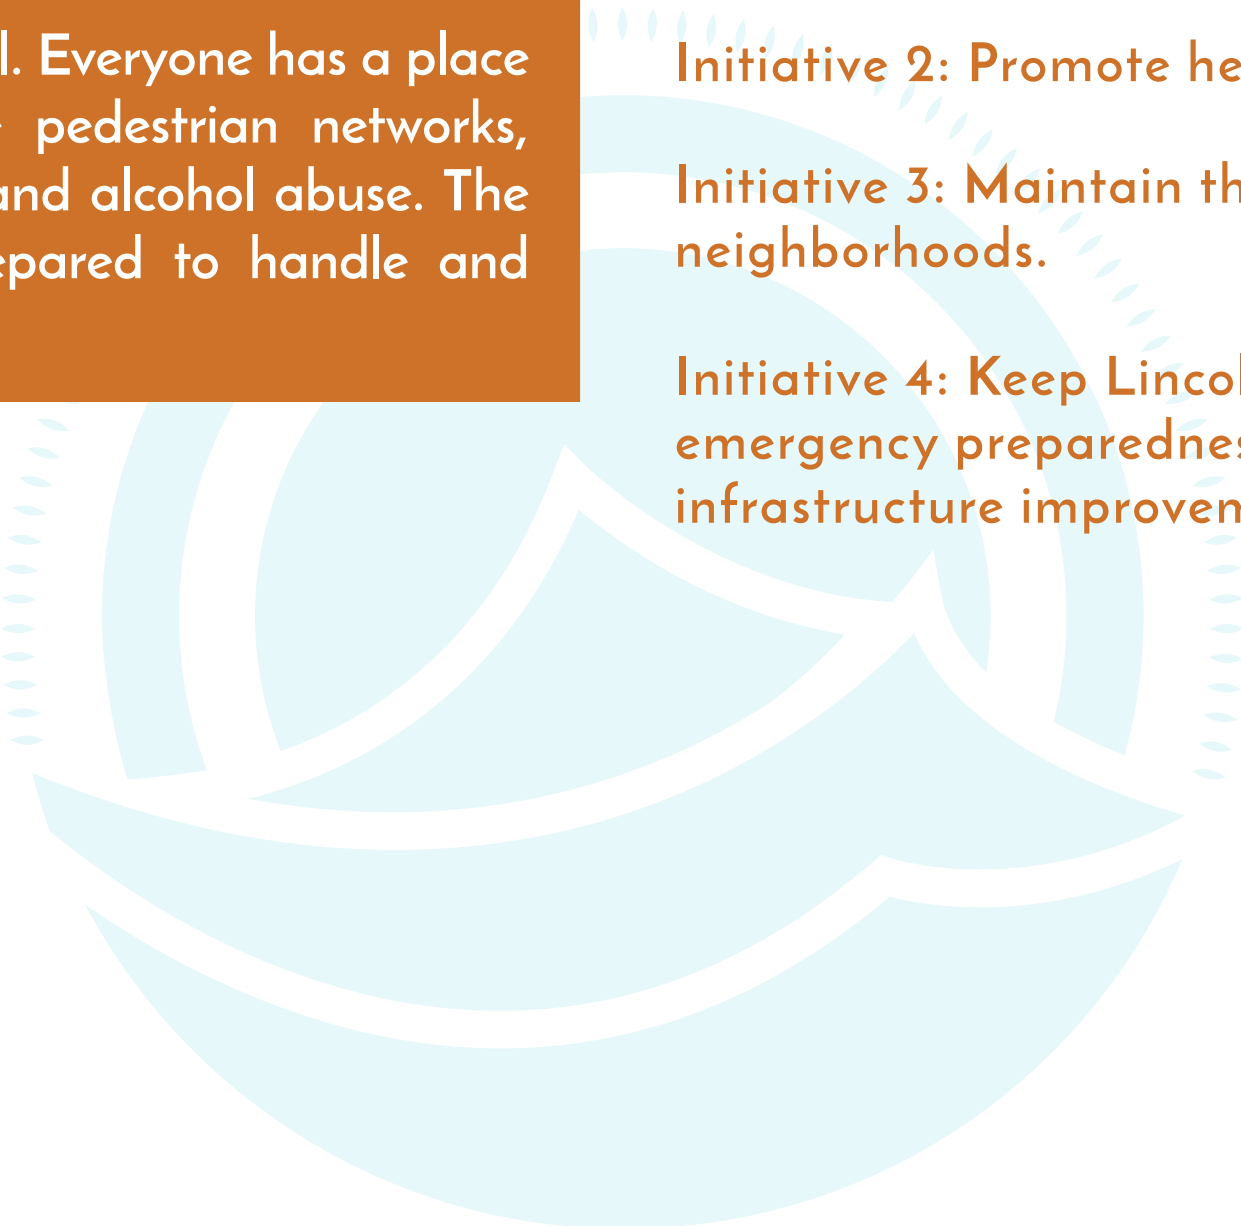 l. Everyone has a place
pedestrian networks,
and alcohol abuse. The
epared to handle and
Initiative 2: Promote he
Initiative 3: Maintain th
neighborhoods.
Initiative 4: Keep Lincol
emergency preparednes
infrastructure improvem